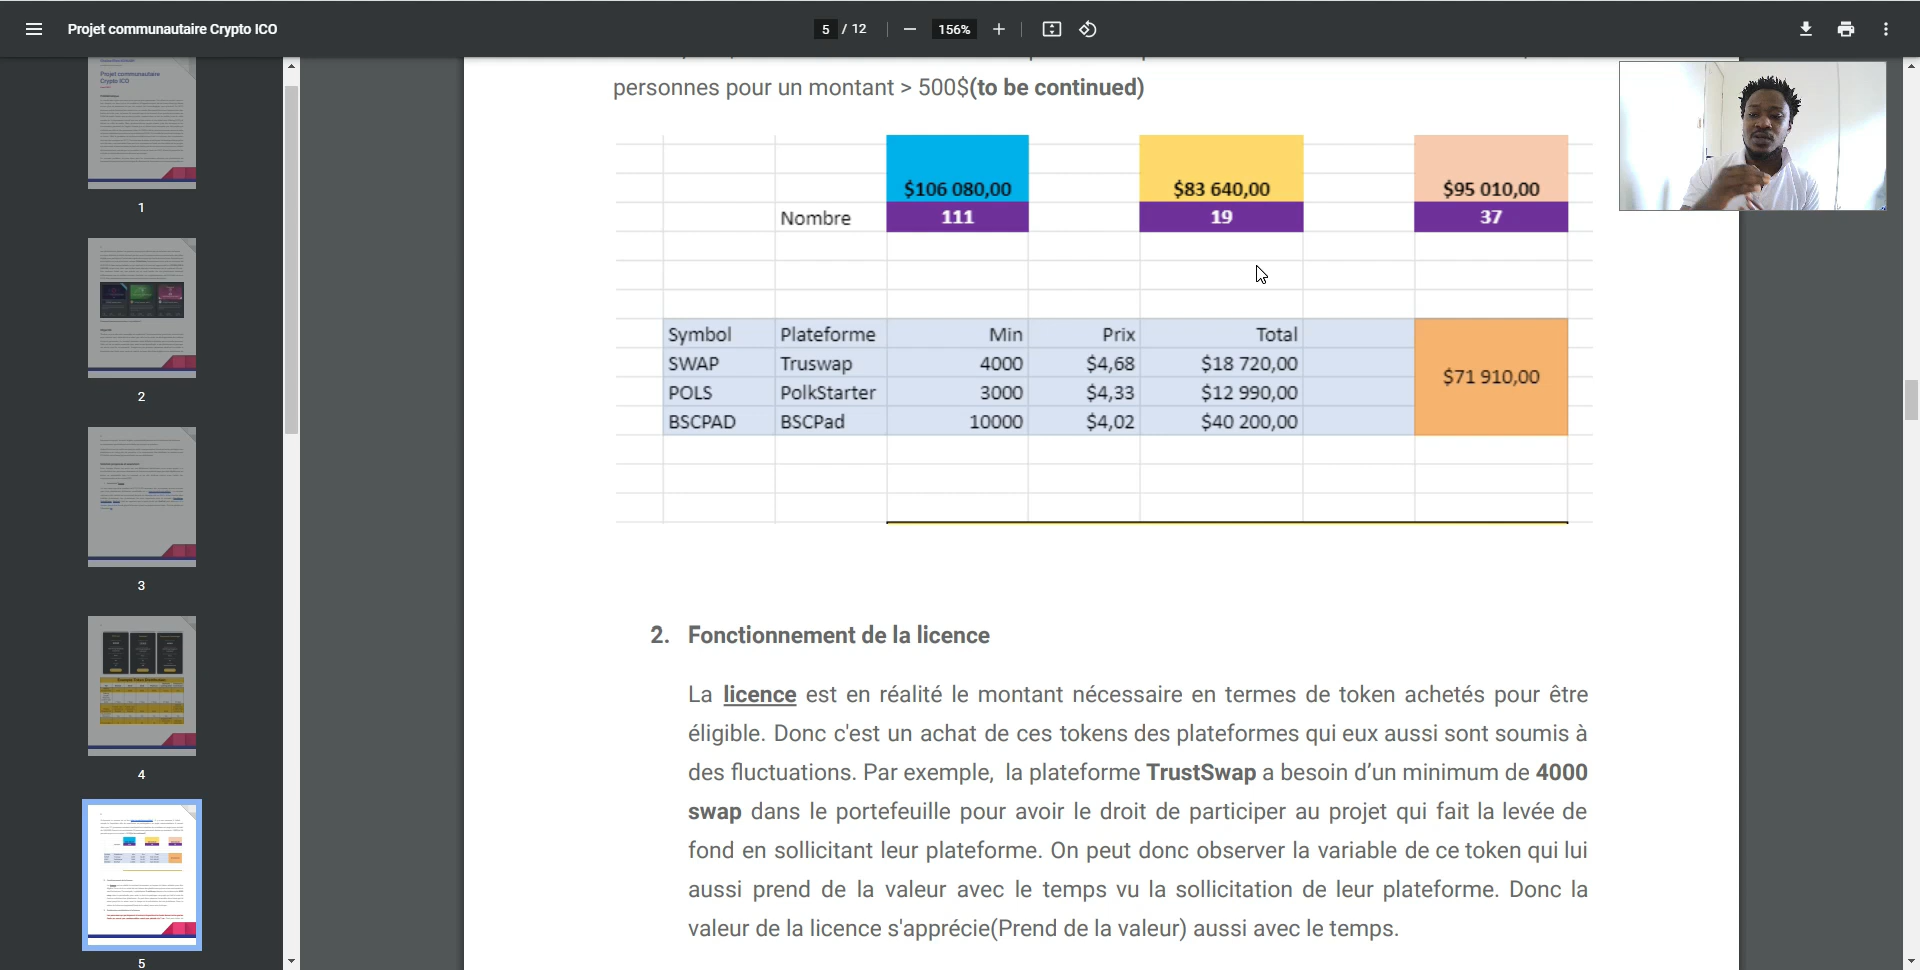 Projet communautaire Crypto ICO
5 / 12
156%
personnes pour un montant > 500$(to be continued)
$106 080,00 $83 640,00 $95 010,00
Nombre 111 19 37
Symbol Plateforme Min Prix Total
SWAP Truswap 4000 $4,68 $18 720,00
$71 910,00
POLS PolkStarter 3000 $4,33 $12 990,00
BSCPAD BSCPad 10000 $4,02 $40 200,00
2. Fonctionnement de la licence
La licence est en réalité le montant nécessaire en termes de token achetés pour être
éligible. Donc c'est un achat de ces tokens des plateformes qui eux aussi sont soumis à
des fluctuations. Par exemple, la plateforme TrustSwap a besoin d’un minimum de 4000
swap dans le portefeuille pour avoir le droit de participer au projet qui fait la levée de
fond en sollicitant leur plateforme. On peut donc observer la variable de ce token qui lui
aussi prend de la valeur avec le temps vu la sollicitation de leur plateforme. Donc la
valeur de la licence s'apprécie(Prend de la valeur) aussi avec le temps.
Projet communautaire
Crypto ICO
1
2
3
4
5